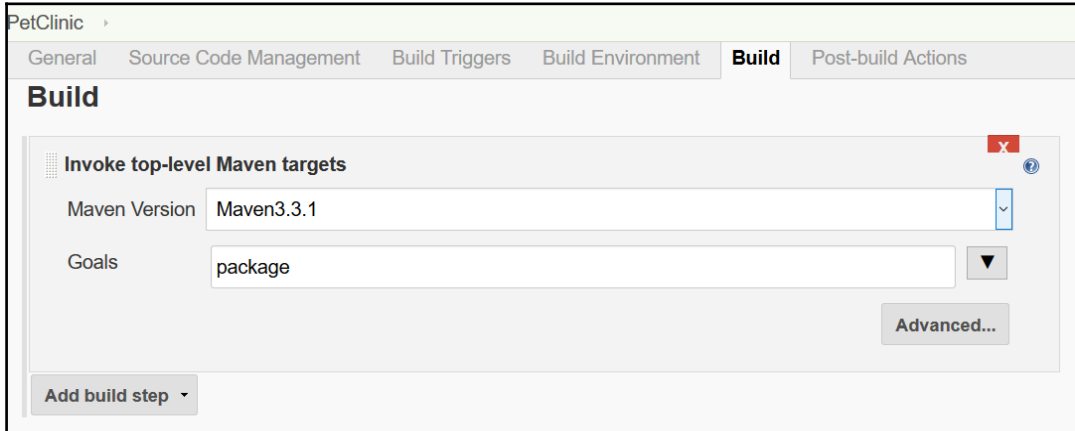 PetClinic
General Source Code Management Build Triggers Build Environment Build Post-build Actions
Build
X
Invoke top-level Maven targets
Maven Version Maven3.3.1
Goals package
Advanced...
Add build step